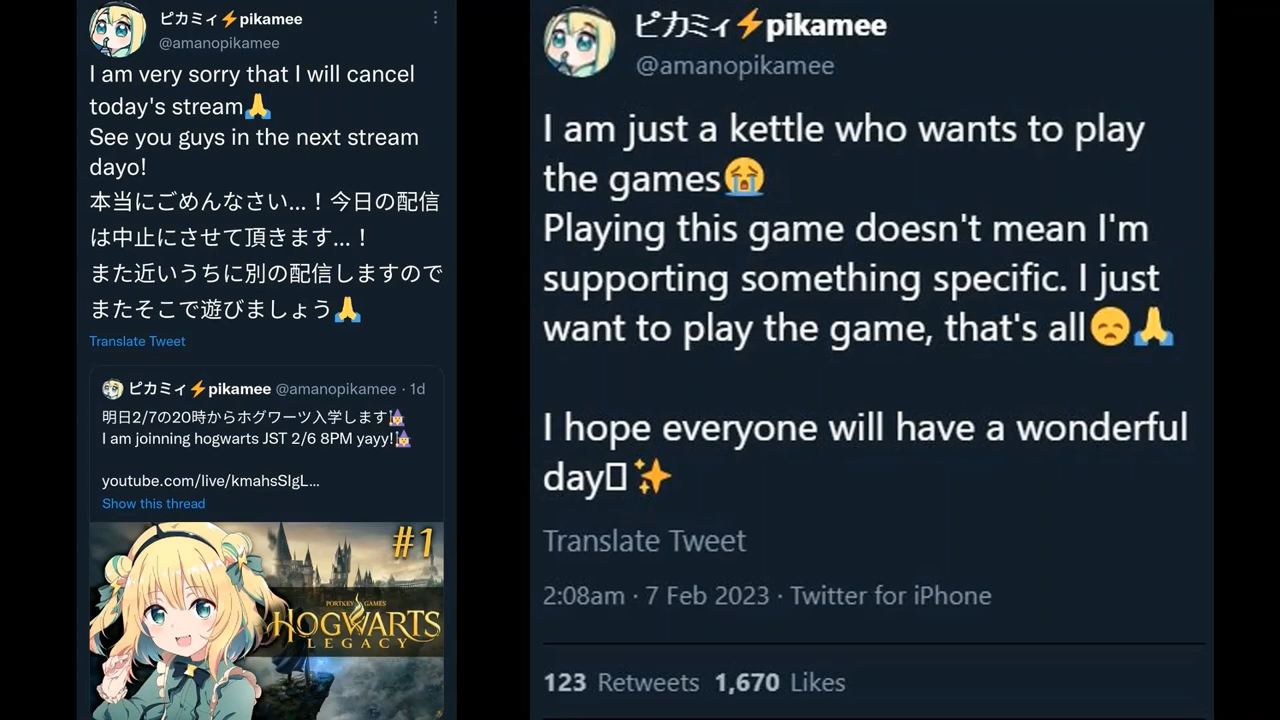 ピカミィ⚡pikamee
@amanopikamee
I am very sorry that I will cancel
today's stream🙏
See you guys in the next stream
dayo!
本当にごめんなさい...！今日の配信
は中止にさせて頂きます...！
また近いうちに別の配信しますので
またそこで遊びましょう🙏
Translate Tweet
ピカミィ⚡pikamee @amanopikamee · 1d
明日2/7の20時からホグワーツ入学します🧙‍♀️
I am joinning hogwarts JST 2/6 8PM yayy!🧙‍♀️
youtube.com/live/kmahsSIgL...
Show this thread
#1
PORTKEY GAMES
HOGWARTS
LEGACY
ピカミィ⚡pikamee
@amanopikamee
I am just a kettle who wants to play
the games😭
Playing this game doesn't mean I'm
supporting something specific. I just
want to play the game, that's all😞🙏
I hope everyone will have a wonderful
day▯✨
Translate Tweet
2:08am · 7 Feb 2023 · Twitter for iPhone
123 Retweets 1,670 Likes